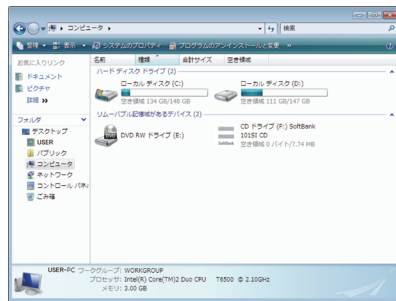 コンピュータ
検索
整理 表示 システムのプロパティ プログラムのアンインストールと変更 »
名前 種類 合計サイズ 空き領域
お気に入りリンク
ドキュメント
ピクチャ
詳細 »
フォルダ
デスクトップ
USER
パブリック
コンピュータ
ネットワーク
コントロール パネル
ごみ箱
ハード ディスク ドライブ (2)
ローカル ディスク (C:)
空き領域 134 GB/148 GB
ローカル ディスク (D:)
空き領域 111 GB/147 GB
リムーバブル記憶域があるデバイス (2)
DVD RW ドライブ (E:)
CD ドライブ (F:) SoftBank
101SI CD
空き領域 0 バイト/7.74 MB
SoftBank
USER-PC ワークグループ: WORKGROUP
プロセッサ: Intel(R) Core(TM)2 Duo CPU T6500 @ 2.10GHz
メモリ: 3.00 GB